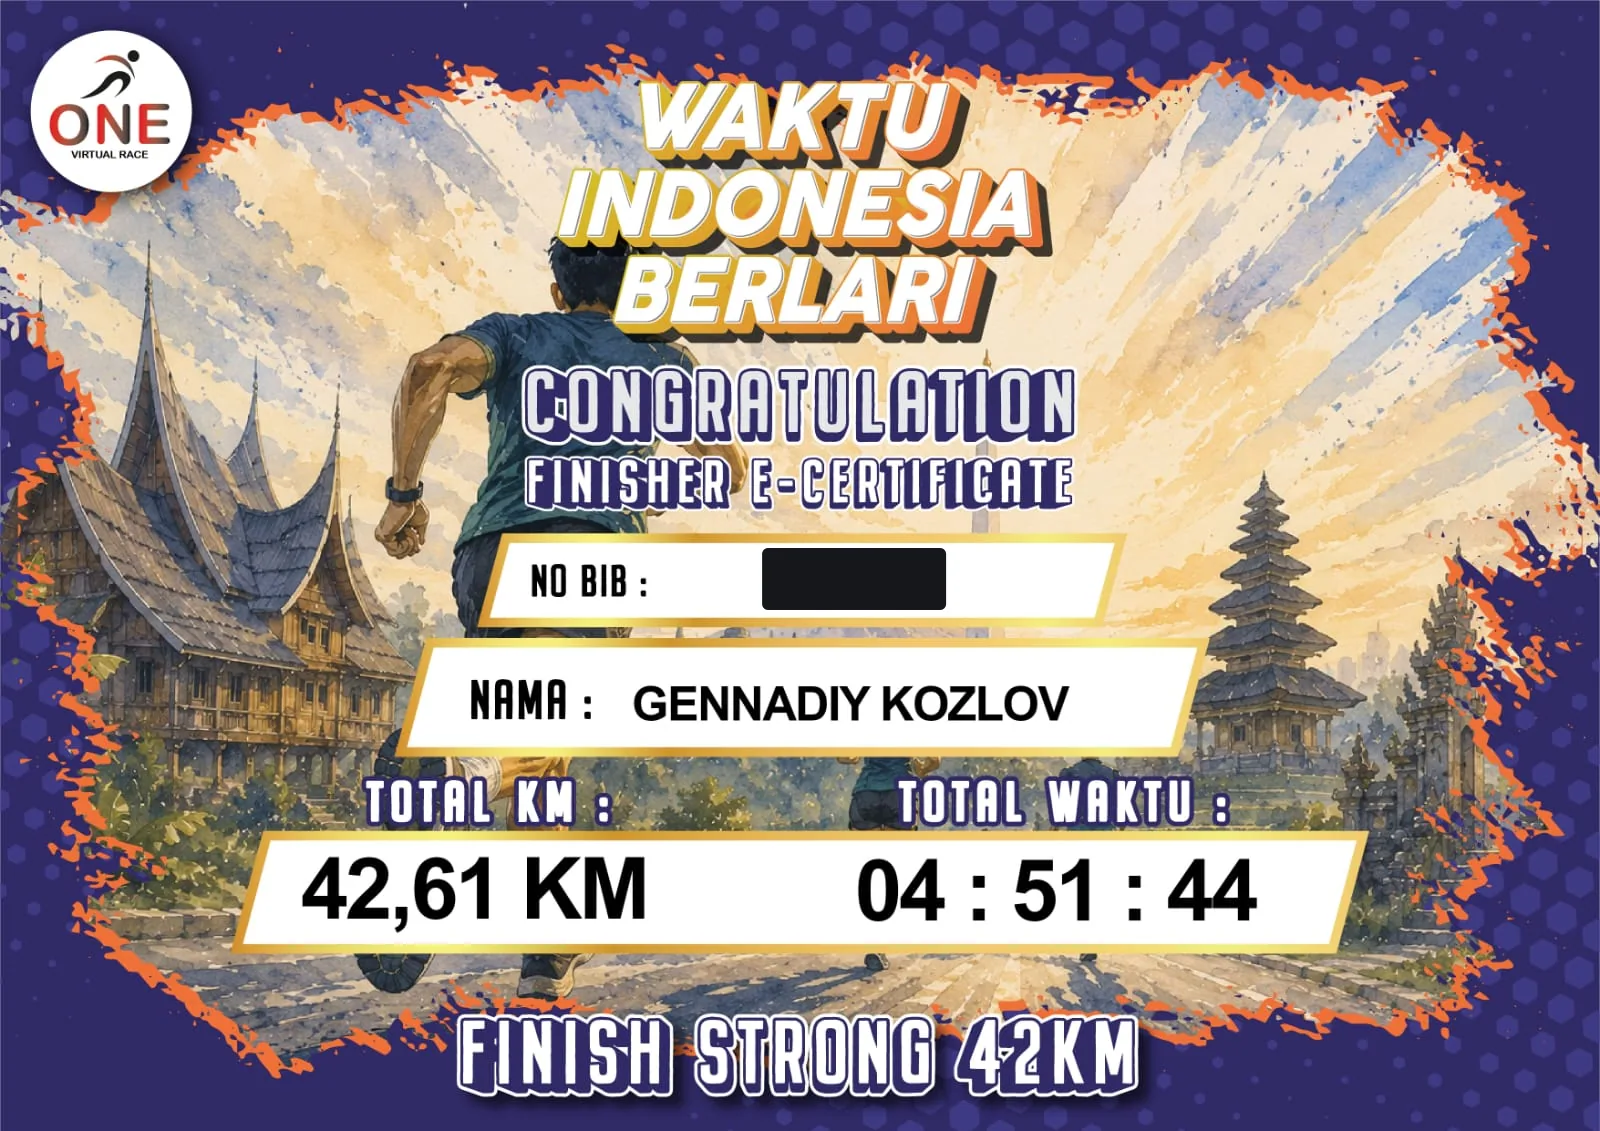 ONE
VIRTUAL RACE
WAKTU
INDONESIA
BERLARI
CONGRATULATION
FINISHER E-CERTIFICATE
NO BIB :
NAMA : GENNADIY KOZLOV
TOTAL KM : TOTAL WAKTU :
42,61 KM 04 : 51 : 44
FINISH STRONG 42KM